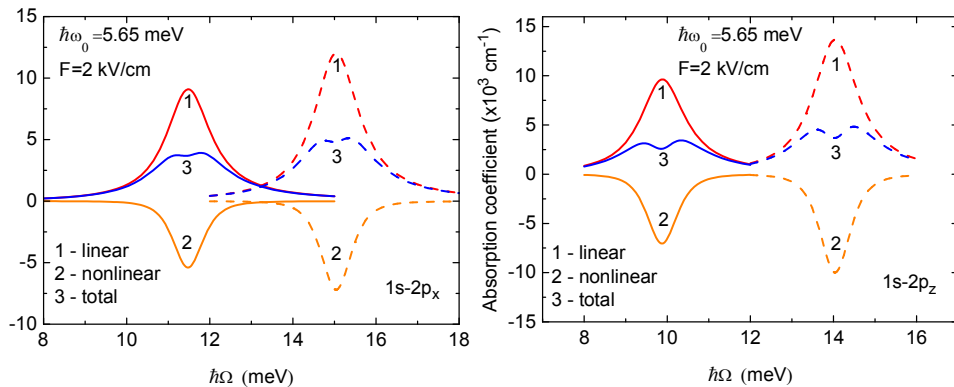 ℏω₀ =5.65 meV
F=2 kV/cm
10
5
0
-5
-10
1
1
3
3
2
2
1 - linear
2 - nonlinear
3 - total
1s-2pₓ
8 10 12 14 16 18
ℏΩ (meV)
Absorption coefficient (x10³ cm⁻¹)
15
10
5
0
-5
-10
-15
ℏω₀ =5.65 meV
F=2 kV/cm
1
1
3
3
2
2
1 - linear
2 - nonlinear
3 - total
1s-2p_z
8 10 12 14 16
ℏΩ (meV)